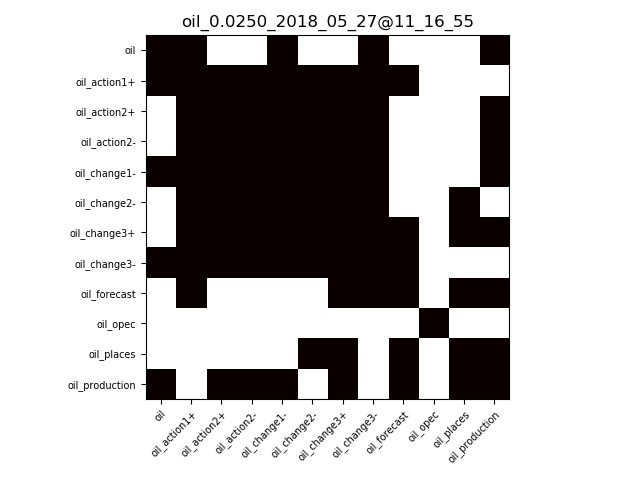 oil_0.0250_2018_05_27@11_16_55
oil
oil_action1+
oil_action2+
oil_action2-
oil_change1-
oil_change2-
oil_change3+
oil_change3-
oil_forecast
oil_opec
oil_places
oil_production
oil
oil_action1+
oil_action2+
oil_action2-
oil_change1-
oil_change2-
oil_change3+
oil_change3-
oil_forecast
oil_opec
oil_places
oil_production